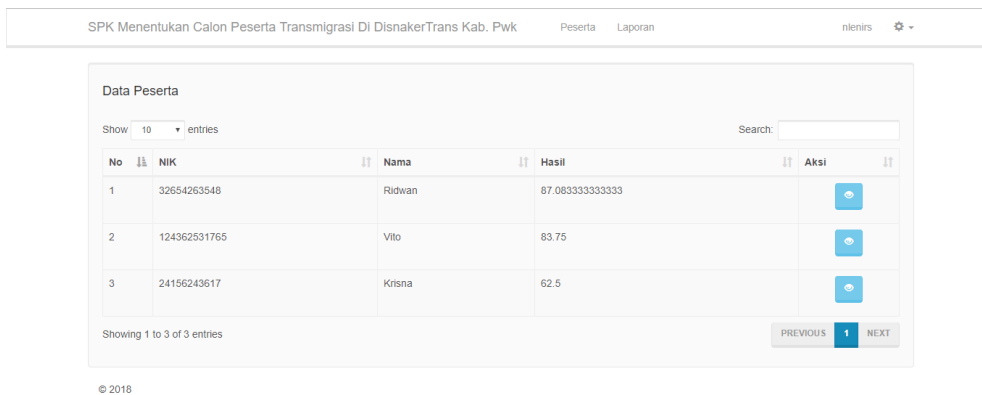 SPK Menentukan Calon Peserta Transmigrasi Di DisnakerTrans Kab. Pwk Peserta Laporan nlenirs
Data Peserta
Show 10 entries Search:
No NIK Nama Hasil Aksi
1 32654263548 Ridwan 87.083333333333
2 124362531765 Vito 83.75
3 24156243617 Krisna 62.5
Showing 1 to 3 of 3 entries PREVIOUS 1 NEXT
© 2018